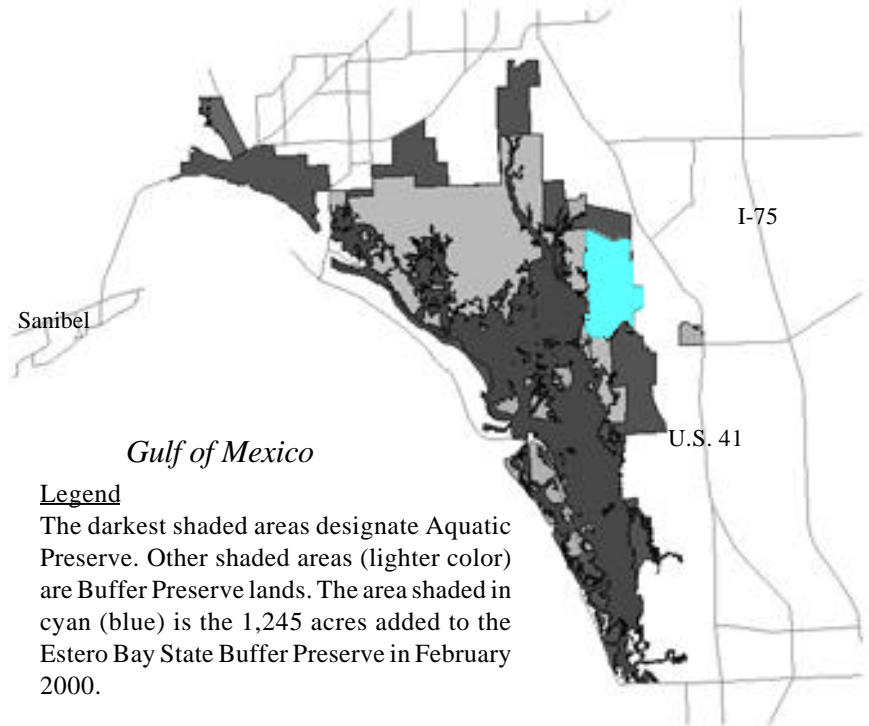 I-75
Sanibel
U.S. 41
Gulf of Mexico
Legend
The darkest shaded areas designate Aquatic
Preserve. Other shaded areas (lighter color)
are Buffer Preserve lands. The area shaded in
cyan (blue) is the 1,245 acres added to the
Estero Bay State Buffer Preserve in February
2000.